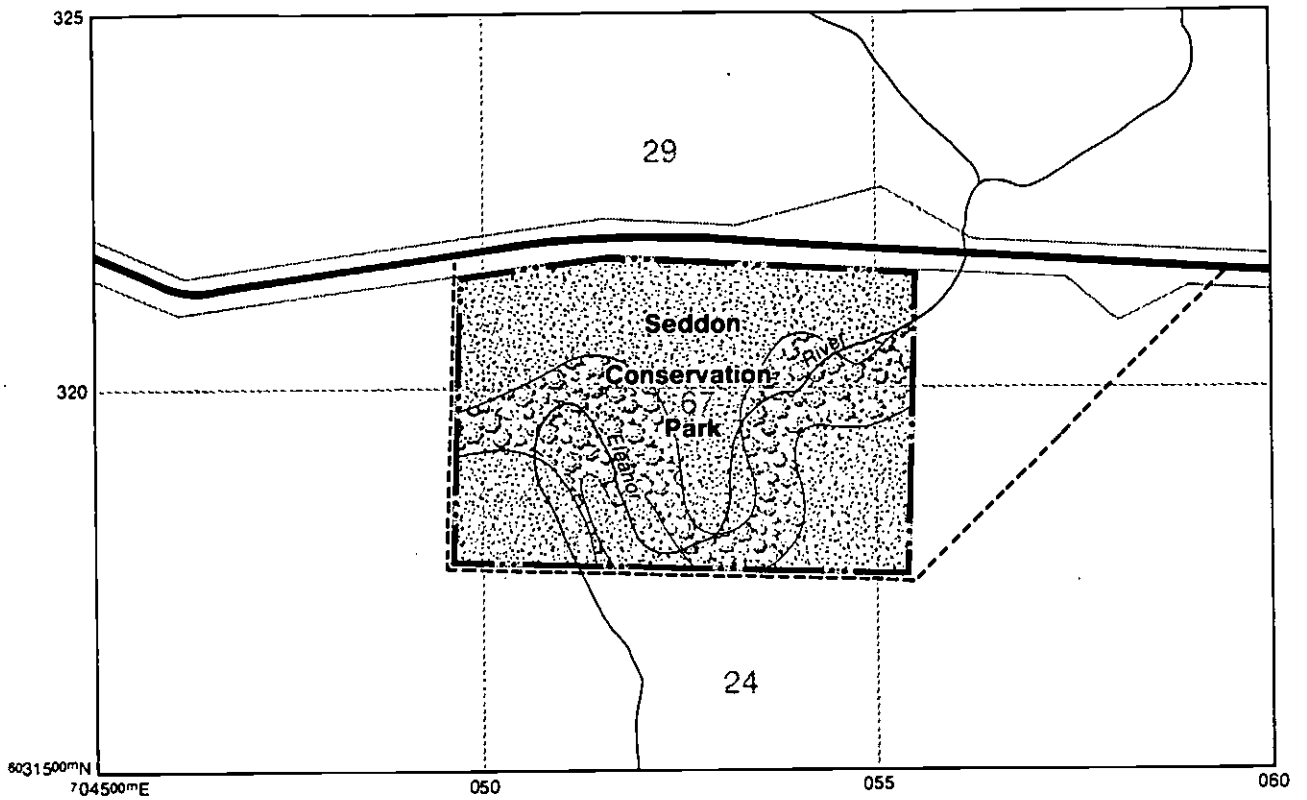 325
29
Seddon
River
320
Conservation
67
Park
Eleanor
24
6031500mN
704500mE
050
055
060